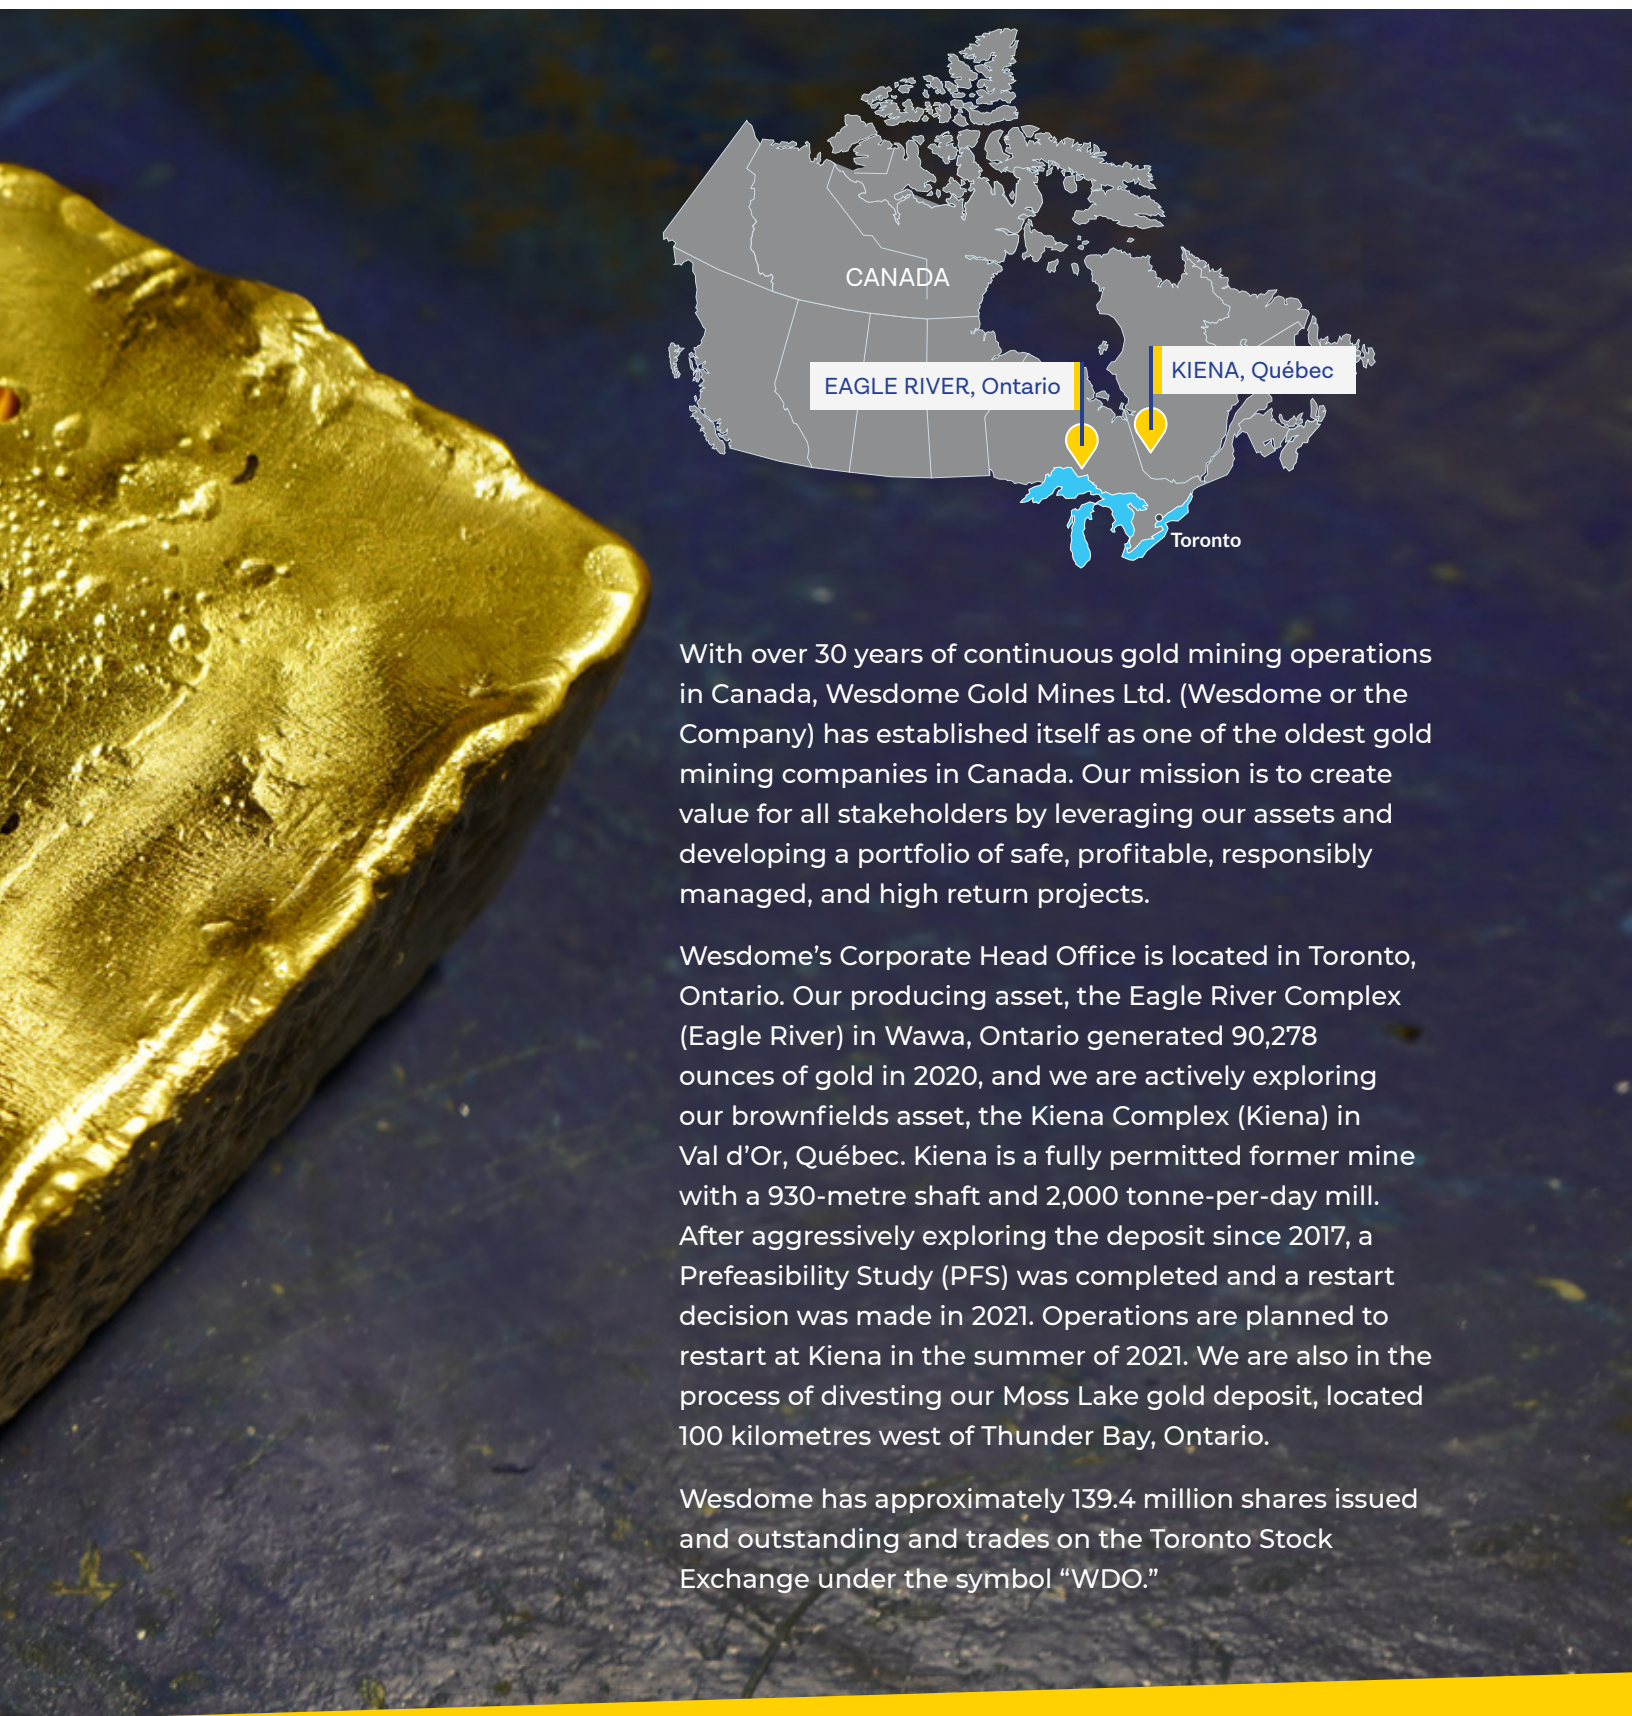 CANADA
EAGLE RIVER, Ontario
KIENA, Québec
Toronto
With over 30 years of continuous gold mining operations
in Canada, Wesdome Gold Mines Ltd. (Wesdome or the
Company) has established itself as one of the oldest gold
mining companies in Canada. Our mission is to create
value for all stakeholders by leveraging our assets and
developing a portfolio of safe, profitable, responsibly
managed, and high return projects.
Wesdome’s Corporate Head Office is located in Toronto,
Ontario. Our producing asset, the Eagle River Complex
(Eagle River) in Wawa, Ontario generated 90,278
ounces of gold in 2020, and we are actively exploring
our brownfields asset, the Kiena Complex (Kiena) in
Val d’Or, Québec. Kiena is a fully permitted former mine
with a 930-metre shaft and 2,000 tonne-per-day mill.
After aggressively exploring the deposit since 2017, a
Prefeasibility Study (PFS) was completed and a restart
decision was made in 2021. Operations are planned to
restart at Kiena in the summer of 2021. We are also in the
process of divesting our Moss Lake gold deposit, located
100 kilometres west of Thunder Bay, Ontario.
Wesdome has approximately 139.4 million shares issued
and outstanding and trades on the Toronto Stock
Exchange under the symbol “WDO.”